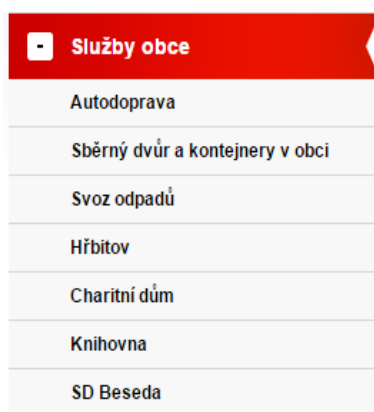 Služby obce
Autodoprava
Sběrný dvůr a kontejnery v obci
Svoz odpadů
Hřbitov
Charitní dům
Knihovna
SD Beseda